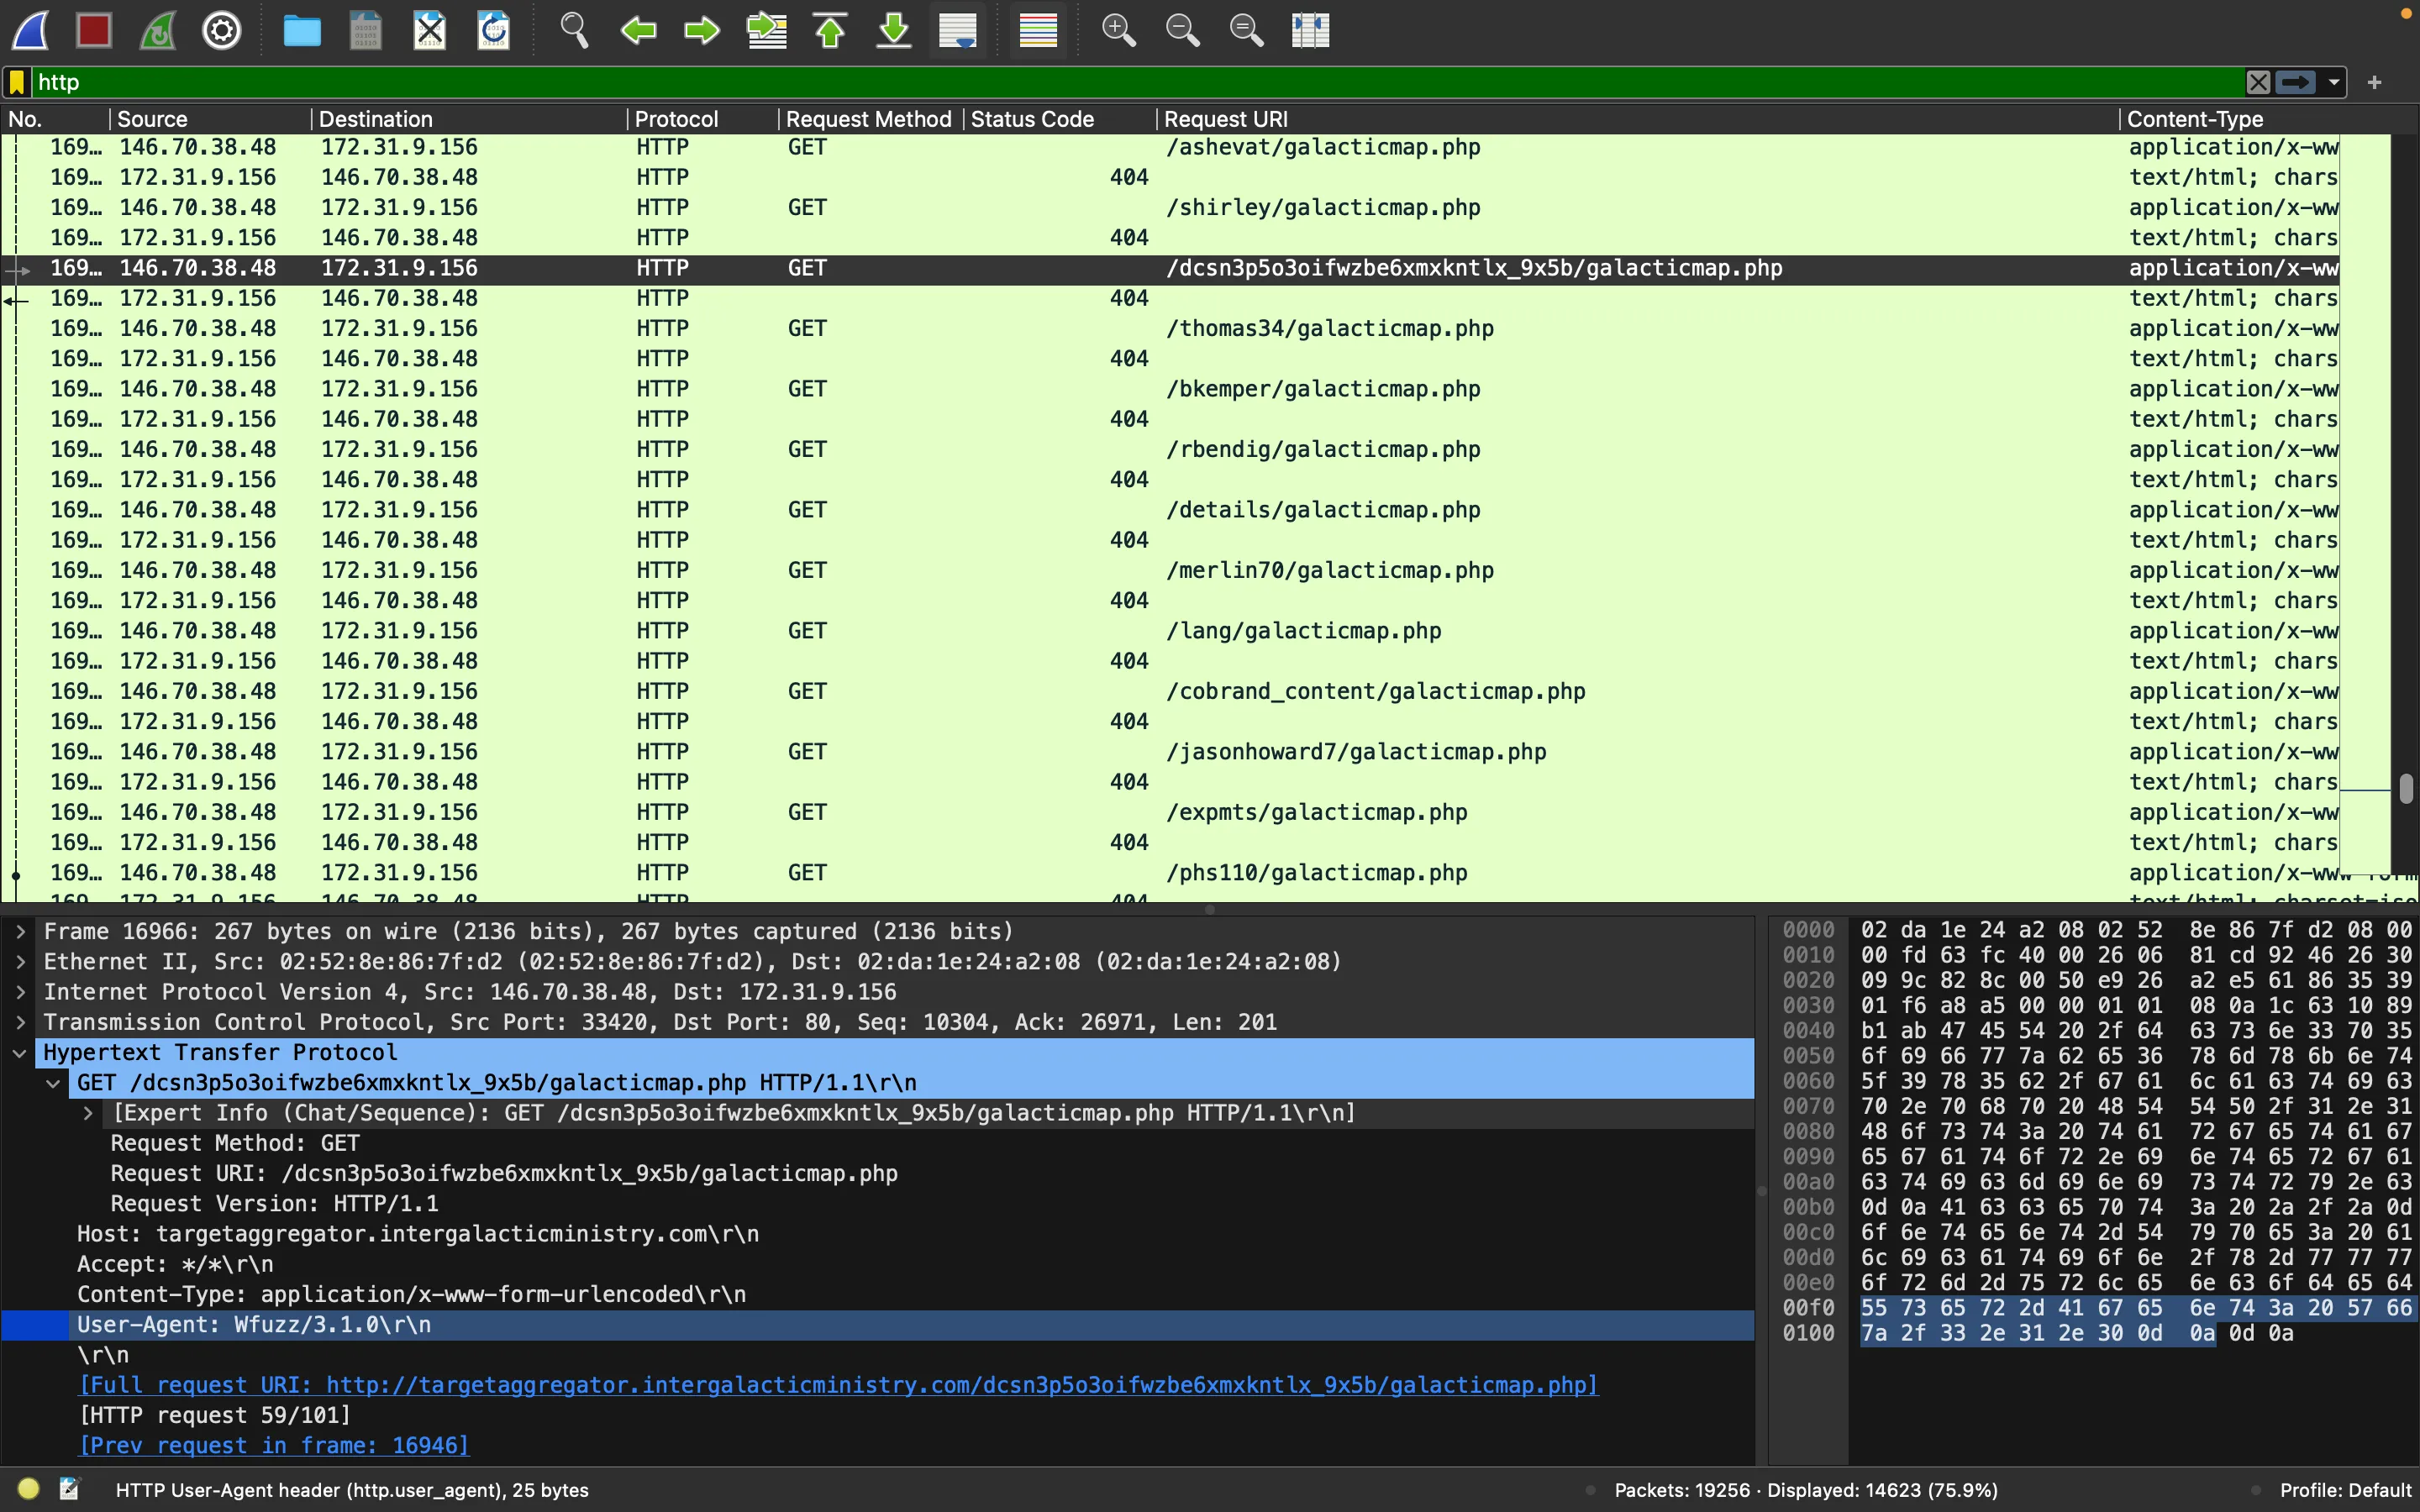 http
No. Source Destination Protocol Request Method Status Code Request URI Content-Type
169… 146.70.38.48 172.31.9.156 HTTP GET /ashevat/galacticmap.php application/x-ww
169… 172.31.9.156 146.70.38.48 HTTP 404 text/html; chars
169… 146.70.38.48 172.31.9.156 HTTP GET /shirley/galacticmap.php application/x-ww
169… 172.31.9.156 146.70.38.48 HTTP 404 text/html; chars
169… 146.70.38.48 172.31.9.156 HTTP GET /dcsn3p5o3oifwzbe6xmxkntlx_9x5b/galacticmap.php application/x-ww
169… 172.31.9.156 146.70.38.48 HTTP 404 text/html; chars
169… 146.70.38.48 172.31.9.156 HTTP GET /thomas34/galacticmap.php application/x-ww
169… 172.31.9.156 146.70.38.48 HTTP 404 text/html; chars
169… 146.70.38.48 172.31.9.156 HTTP GET /bkemper/galacticmap.php application/x-ww
169… 172.31.9.156 146.70.38.48 HTTP 404 text/html; chars
169… 146.70.38.48 172.31.9.156 HTTP GET /rbendig/galacticmap.php application/x-ww
169… 172.31.9.156 146.70.38.48 HTTP 404 text/html; chars
169… 146.70.38.48 172.31.9.156 HTTP GET /details/galacticmap.php application/x-ww
169… 172.31.9.156 146.70.38.48 HTTP 404 text/html; chars
169… 146.70.38.48 172.31.9.156 HTTP GET /merlin70/galacticmap.php application/x-ww
169… 172.31.9.156 146.70.38.48 HTTP 404 text/html; chars
169… 146.70.38.48 172.31.9.156 HTTP GET /lang/galacticmap.php application/x-ww
169… 172.31.9.156 146.70.38.48 HTTP 404 text/html; chars
169… 146.70.38.48 172.31.9.156 HTTP GET /cobrand_content/galacticmap.php application/x-ww
169… 172.31.9.156 146.70.38.48 HTTP 404 text/html; chars
169… 146.70.38.48 172.31.9.156 HTTP GET /jasonhoward7/galacticmap.php application/x-ww
169… 172.31.9.156 146.70.38.48 HTTP 404 text/html; chars
169… 146.70.38.48 172.31.9.156 HTTP GET /expmts/galacticmap.php application/x-ww
169… 172.31.9.156 146.70.38.48 HTTP 404 text/html; chars
169… 146.70.38.48 172.31.9.156 HTTP GET /phs110/galacticmap.php application/x-www-form
169… 172.31.9.156 146.70.38.48 HTTP 404 text/html; charset=iso
Frame 16966: 267 bytes on wire (2136 bits), 267 bytes captured (2136 bits)
Ethernet II, Src: 02:52:8e:86:7f:d2 (02:52:8e:86:7f:d2), Dst: 02:da:1e:24:a2:08 (02:da:1e:24:a2:08)
Internet Protocol Version 4, Src: 146.70.38.48, Dst: 172.31.9.156
Transmission Control Protocol, Src Port: 33420, Dst Port: 80, Seq: 10304, Ack: 26971, Len: 201
Hypertext Transfer Protocol
GET /dcsn3p5o3oifwzbe6xmxkntlx_9x5b/galacticmap.php HTTP/1.1\r\n
[Expert Info (Chat/Sequence): GET /dcsn3p5o3oifwzbe6xmxkntlx_9x5b/galacticmap.php HTTP/1.1\r\n]
Request Method: GET
Request URI: /dcsn3p5o3oifwzbe6xmxkntlx_9x5b/galacticmap.php
Request Version: HTTP/1.1
Host: targetaggregator.intergalacticministry.com\r\n
Accept: */*\r\n
Content-Type: application/x-www-form-urlencoded\r\n
User-Agent: Wfuzz/3.1.0\r\n
\r\n
[Full request URI: http://targetaggregator.intergalacticministry.com/dcsn3p5o3oifwzbe6xmxkntlx_9x5b/galacticmap.php]
[HTTP request 59/101]
[Prev request in frame: 16946]
0000 02 da 1e 24 a2 08 02 52 8e 86 7f d2 08 00
0010 00 fd 63 fc 40 00 26 06 81 cd 92 46 26 30
0020 09 9c 82 8c 00 50 e9 26 a2 e5 61 86 35 39
0030 01 f6 a8 a5 00 00 01 01 08 0a 1c 63 10 89
0040 b1 ab 47 45 54 20 2f 64 63 73 6e 33 70 35
0050 6f 69 66 77 7a 62 65 36 78 6d 78 6b 6e 74
0060 5f 39 78 35 62 2f 67 61 6c 61 63 74 69 63
0070 70 2e 70 68 70 20 48 54 54 50 2f 31 2e 31
0080 48 6f 73 74 3a 20 74 61 72 67 65 74 61 67
0090 65 67 61 74 6f 72 2e 69 6e 74 65 72 67 61
00a0 63 74 69 63 6d 69 6e 69 73 74 72 79 2e 63
00b0 0d 0a 41 63 63 65 70 74 3a 20 2a 2f 2a 0d
00c0 6f 6e 74 65 6e 74 2d 54 79 70 65 3a 20 61
00d0 6c 69 63 61 74 69 6f 6e 2f 78 2d 77 77 77
00e0 6f 72 6d 2d 75 72 6c 65 6e 63 6f 64 65 64
00f0 55 73 65 72 2d 41 67 65 6e 74 3a 20 57 66
0100 7a 2f 33 2e 31 2e 30 0d 0a 0d 0a
HTTP User-Agent header (http.user_agent), 25 bytes
Packets: 19256 · Displayed: 14623 (75.9%)
Profile: Default